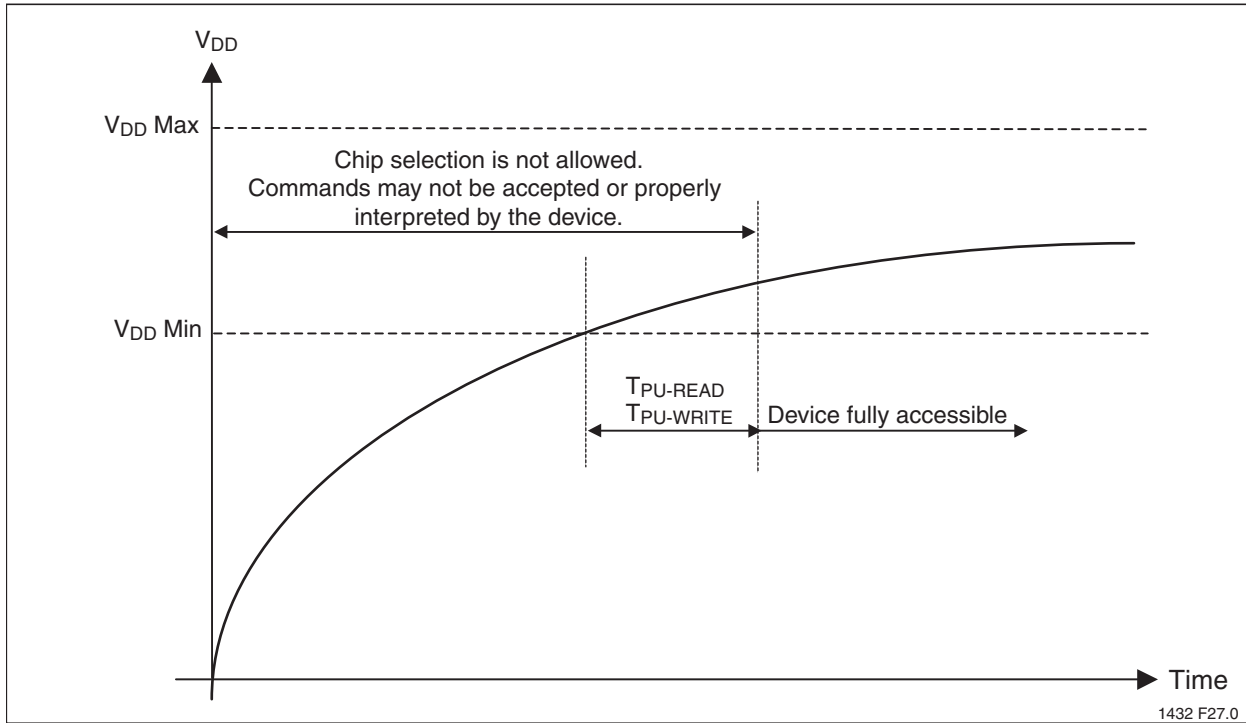 VDD
VDD Max
Chip selection is not allowed.
Commands may not be accepted or properly
interpreted by the device.
VDD Min
TPU-READ
TPU-WRITE
Device fully accessible
Time
1432 F27.0